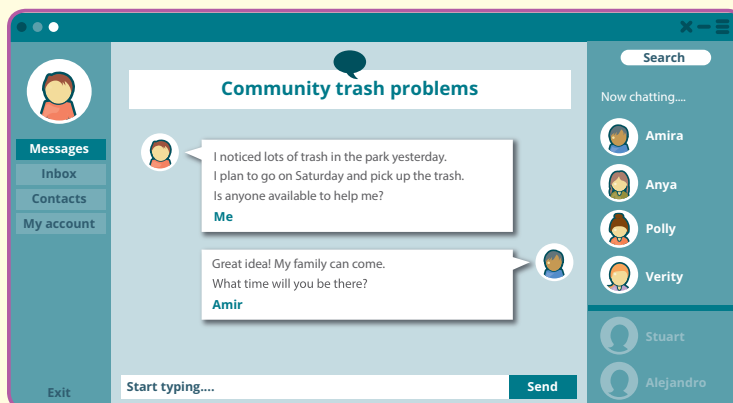 Search
Community trash problems
Now chatting....
Messages
Inbox
Contacts
My account
I noticed lots of trash in the park yesterday.
I plan to go on Saturday and pick up the trash.
Is anyone available to help me?
Me
Great idea! My family can come.
What time will you be there?
Amir
Amira
Anya
Polly
Verity
Stuart
Alejandro
Exit
Start typing....
Send